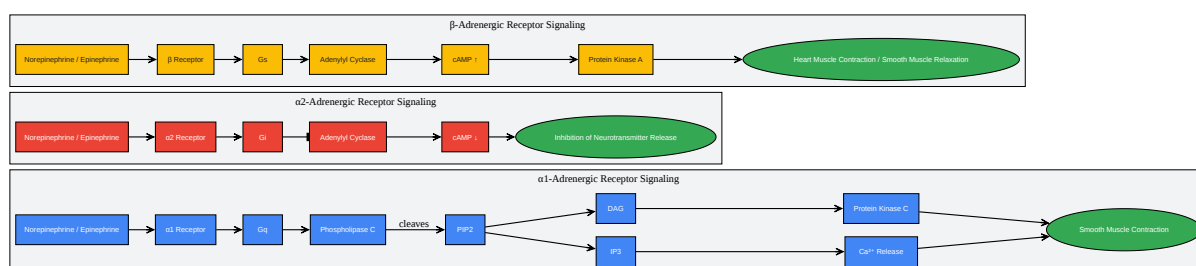 β-Adrenergic Receptor Signaling
Norepinephrine / Epinephrine
β Receptor
Gs
Adenylyl Cyclase
cAMP ↑
Protein Kinase A
Heart Muscle Contraction / Smooth Muscle Relaxation
α2-Adrenergic Receptor Signaling
Norepinephrine / Epinephrine
α2 Receptor
Gi
Adenylyl Cyclase
cAMP ↓
Inhibition of Neurotransmitter Release
α1-Adrenergic Receptor Signaling
Norepinephrine / Epinephrine
α1 Receptor
Gq
Phospholipase C
cleaves
PIP2
DAG
Protein Kinase C
IP3
Ca²⁺ Release
Smooth Muscle Contraction